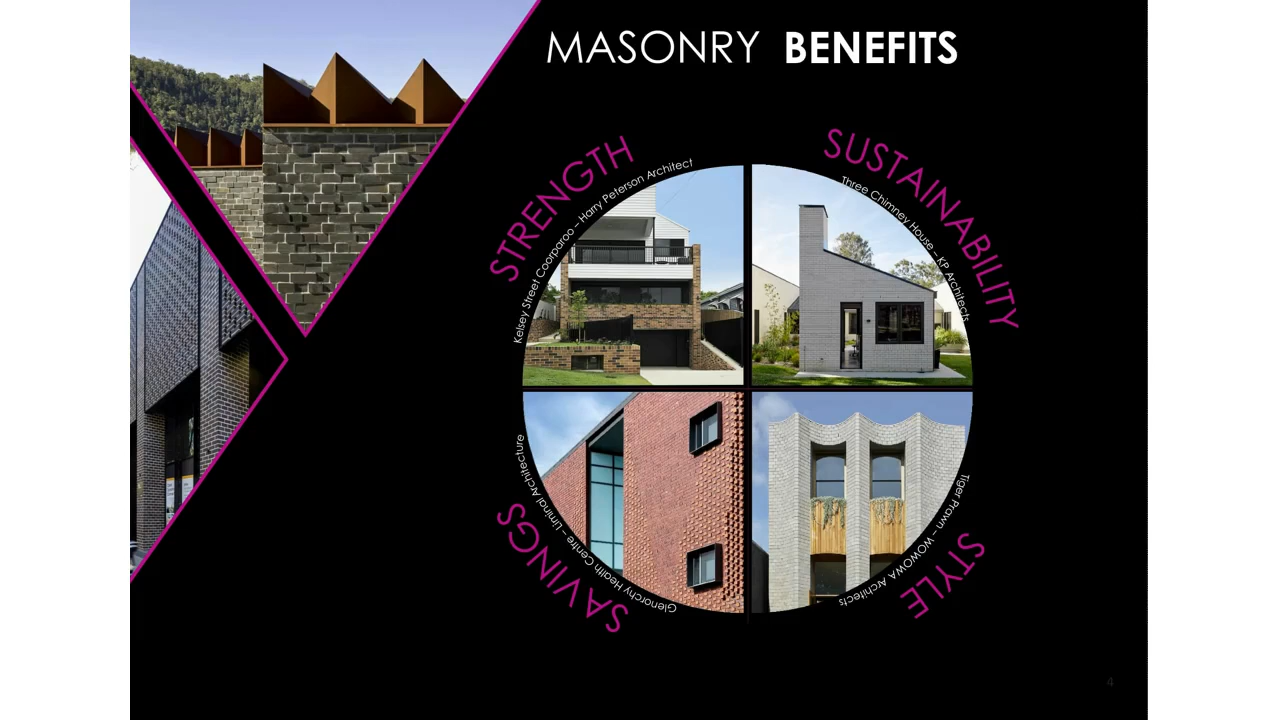 MASONRY BENEFITS
STRENGTH
Kelsey Street Coorparoo – Harry Peterson Architect
SUSTAINABILITY
Three Chimney House – KP Architects
SAVINGS
Glenorchy Health Centre – Liminal Architecture
STYLE
Tiger Prawn – WOWOWA Architects
4